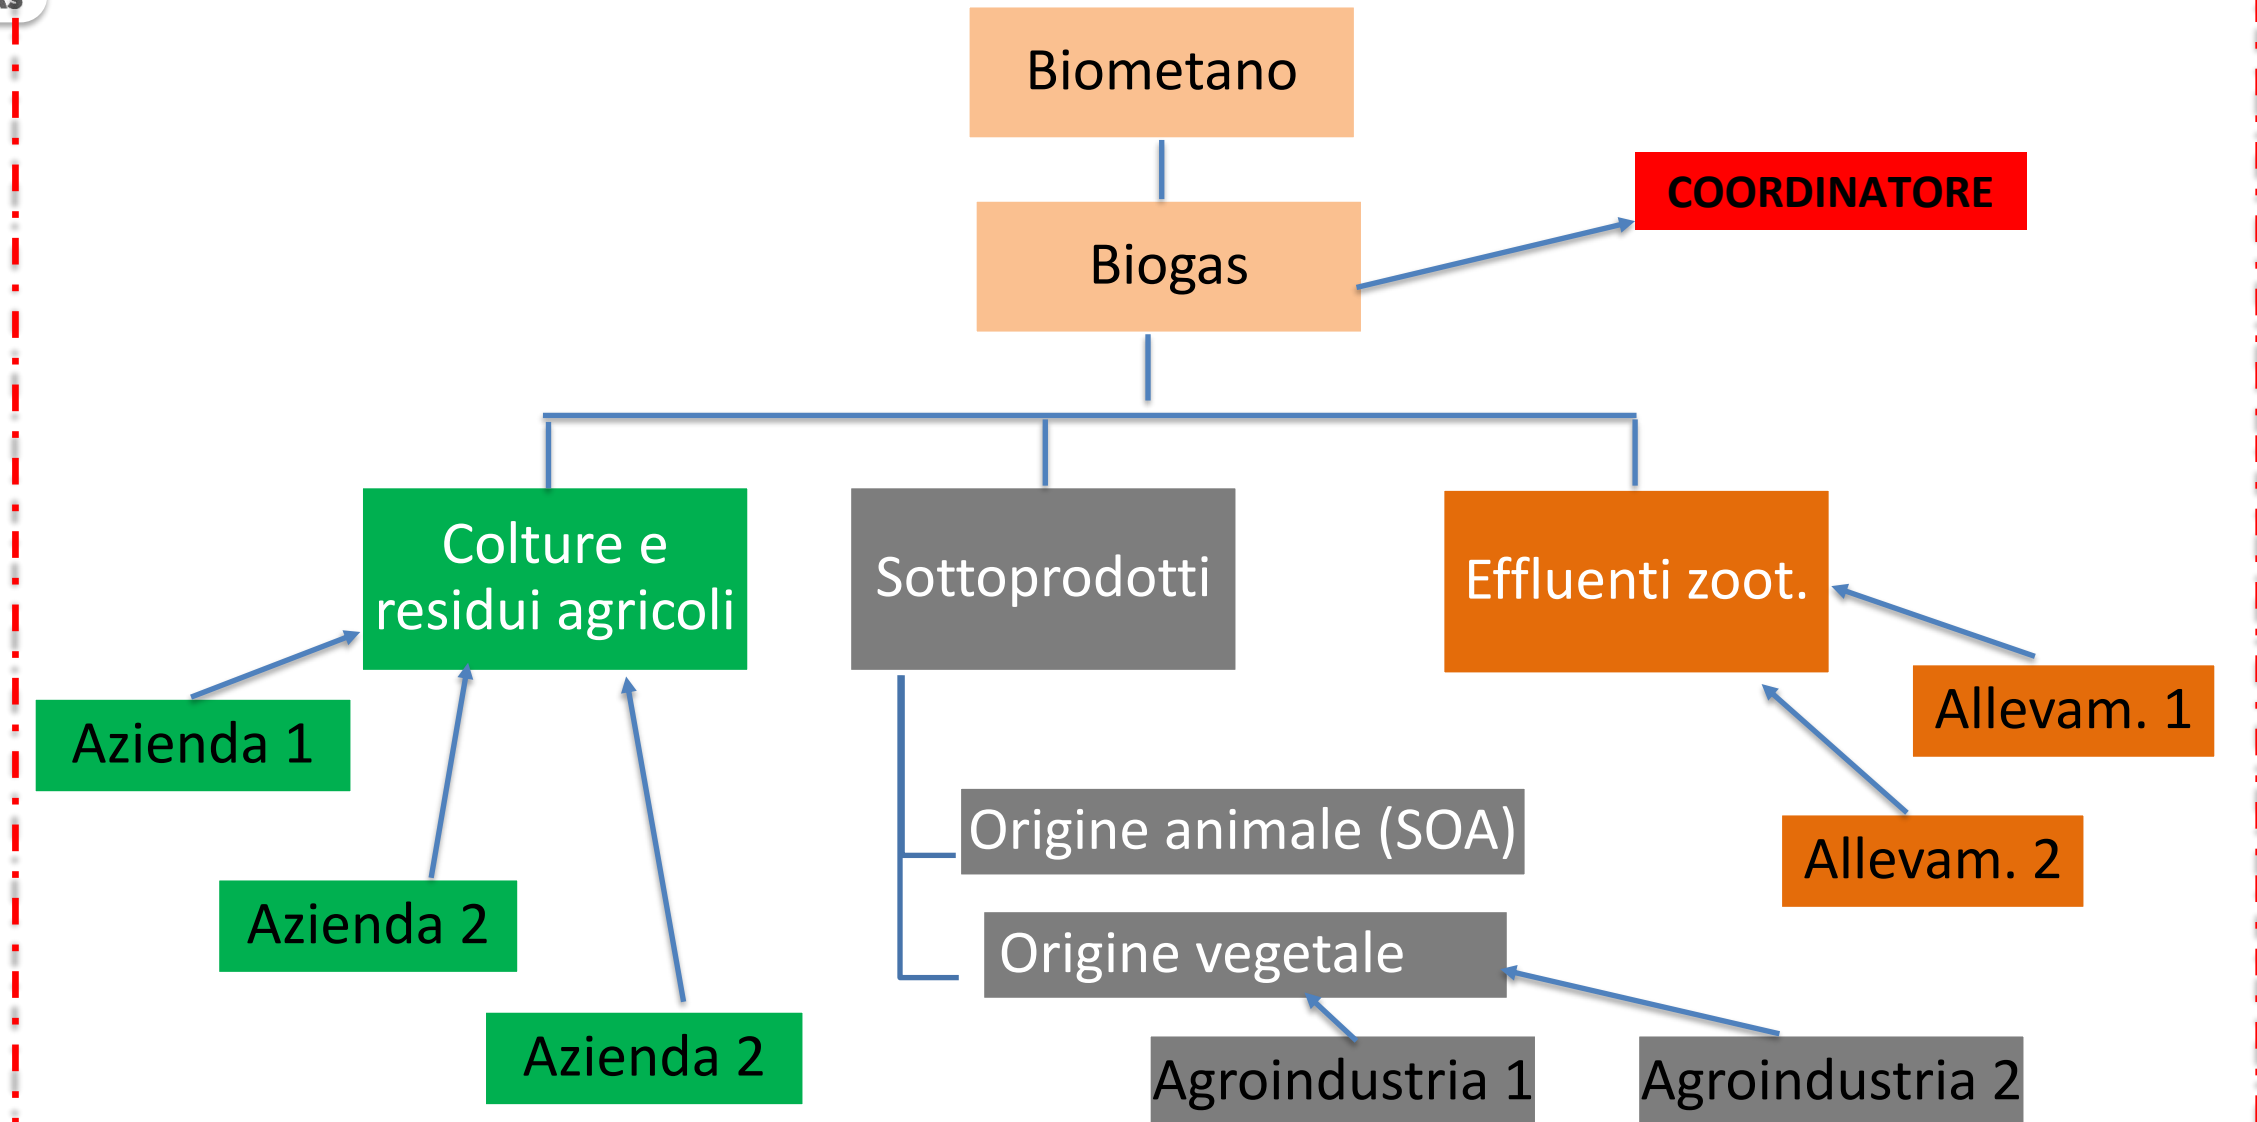 Biometano
COORDINATORE
Biogas
Colture e
residui agricoli
Sottoprodotti
Effluenti zoot.
Azienda 1
Allevam. 1
Origine animale (SOA)
Allevam. 2
Azienda 2
Origine vegetale
Azienda 2
Agroindustria 1
Agroindustria 2